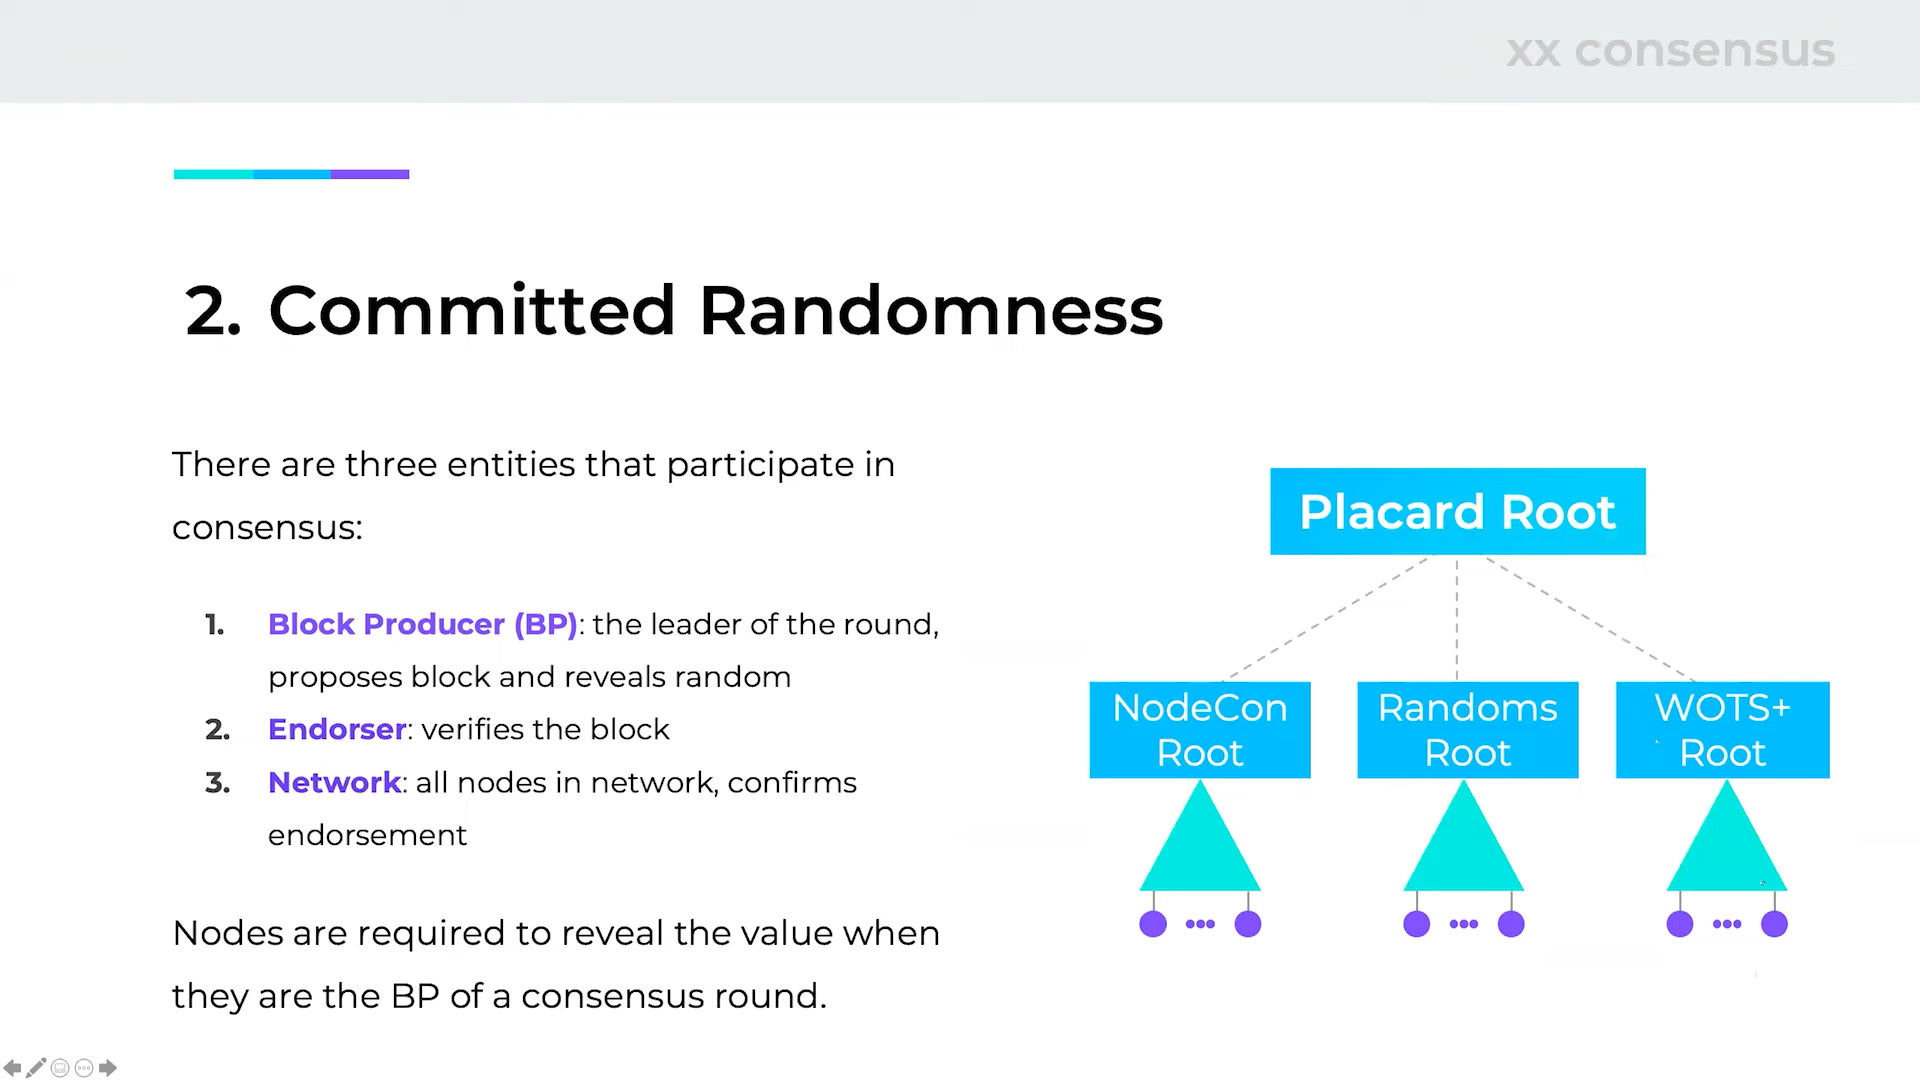 xx consensus
2. Committed Randomness
There are three entities that participate in
consensus:
1. Block Producer (BP): the leader of the round,
proposes block and reveals random
2. Endorser: verifies the block
3. Network: all nodes in network, confirms
endorsement
Nodes are required to reveal the value when
they are the BP of a consensus round.
Placard Root
NodeCon
Root
Randoms
Root
WOTS+
Root